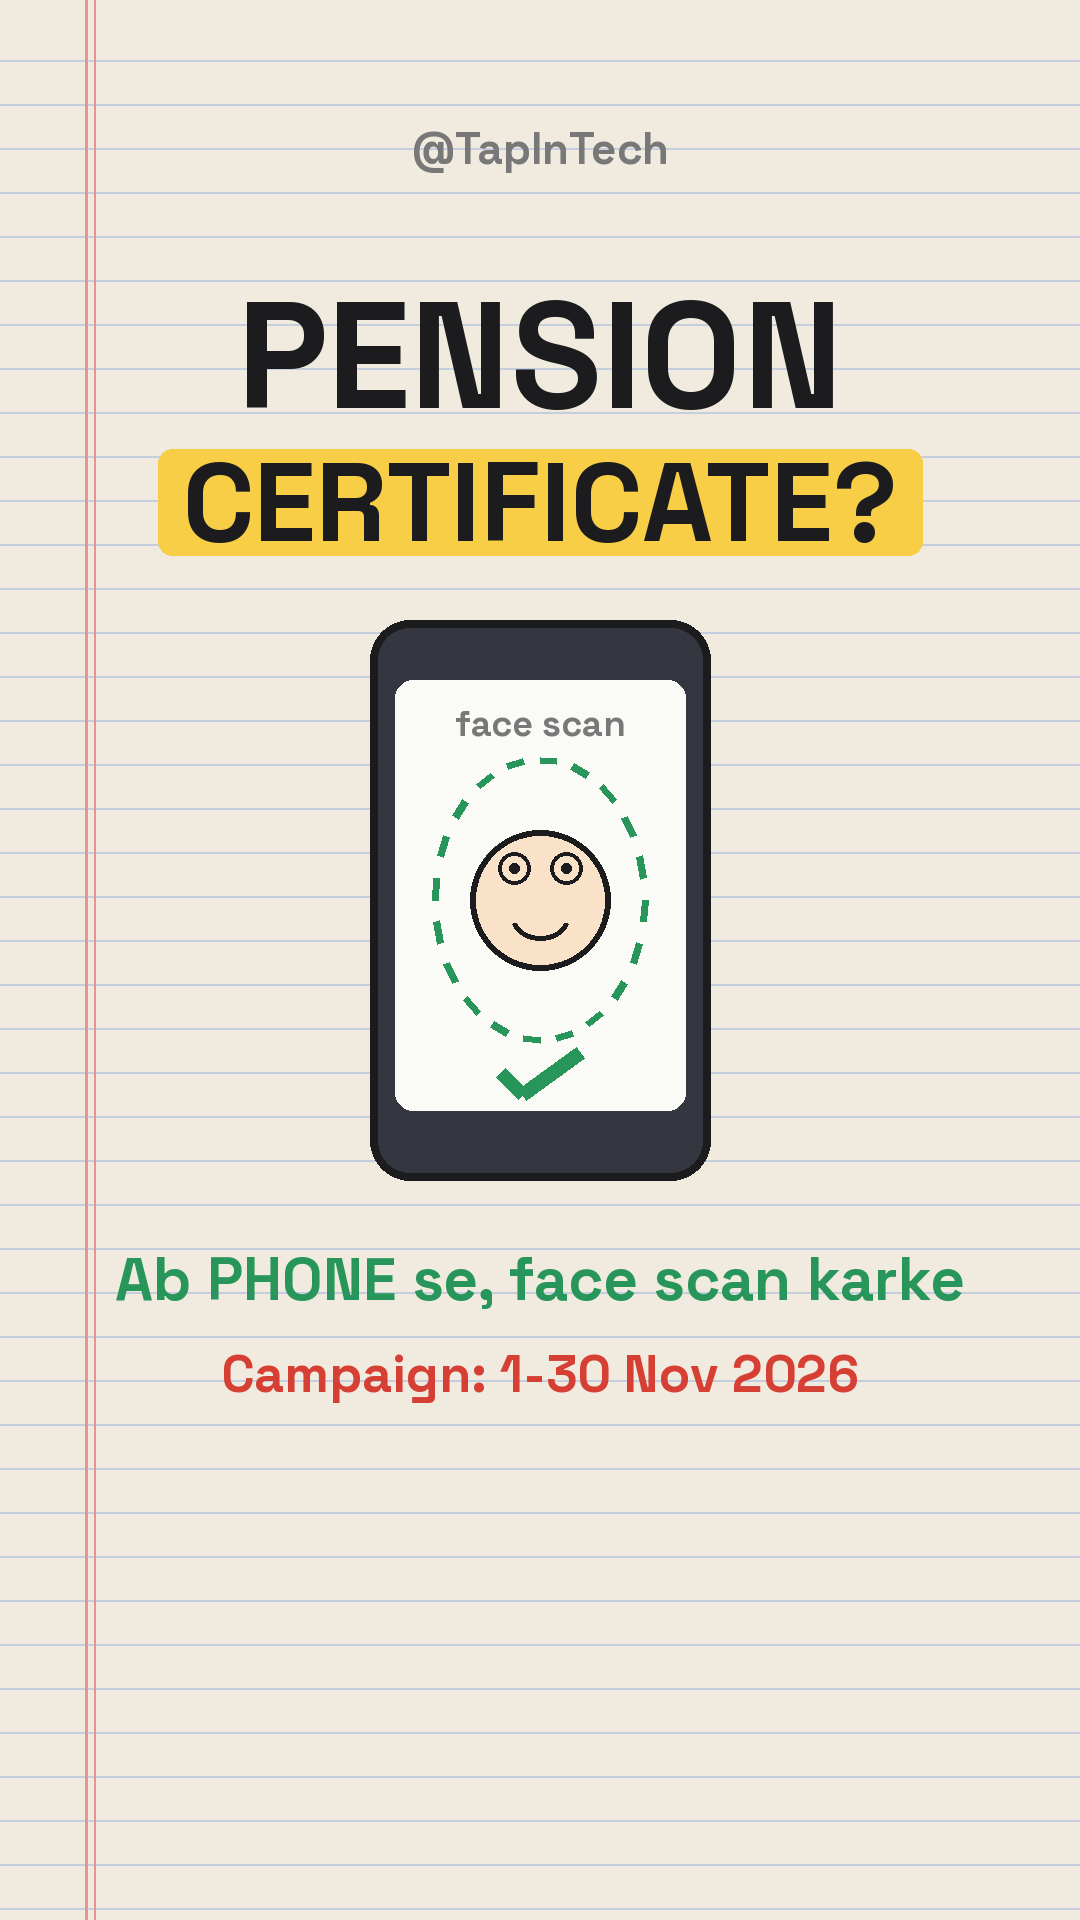 @TapInTech
PENSION
CERTIFICATE?
face scan
Ab PHONE se, face scan karke
Campaign: 1-30 Nov 2026